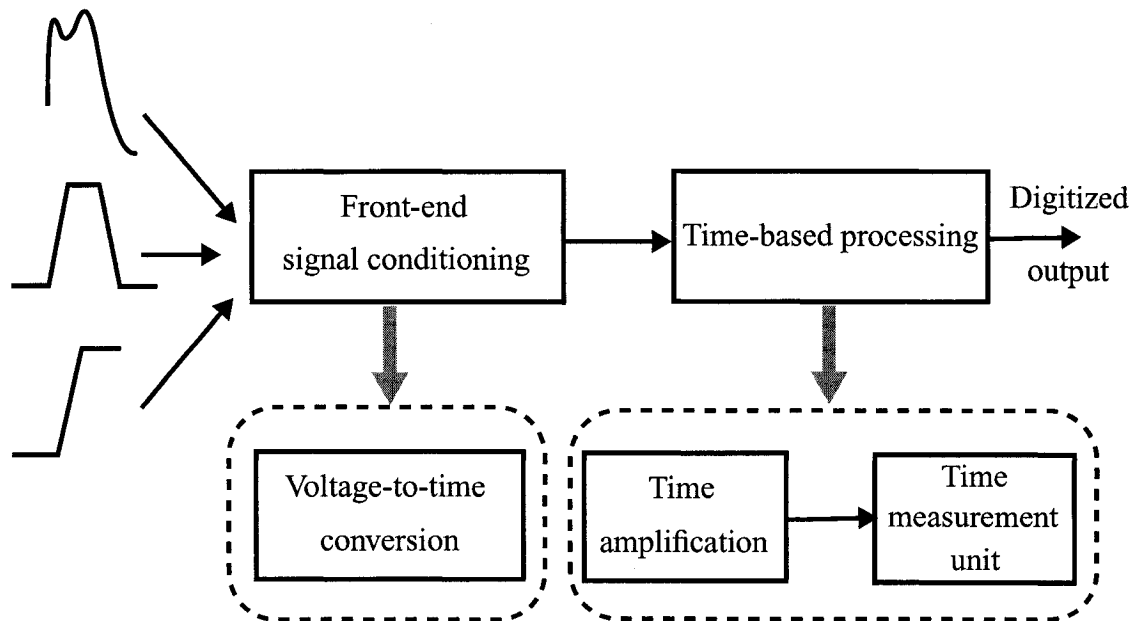 Front-end
signal conditioning
Time-based processing
Digitized
output
Voltage-to-time
conversion
Time
amplification
Time
measurement
unit